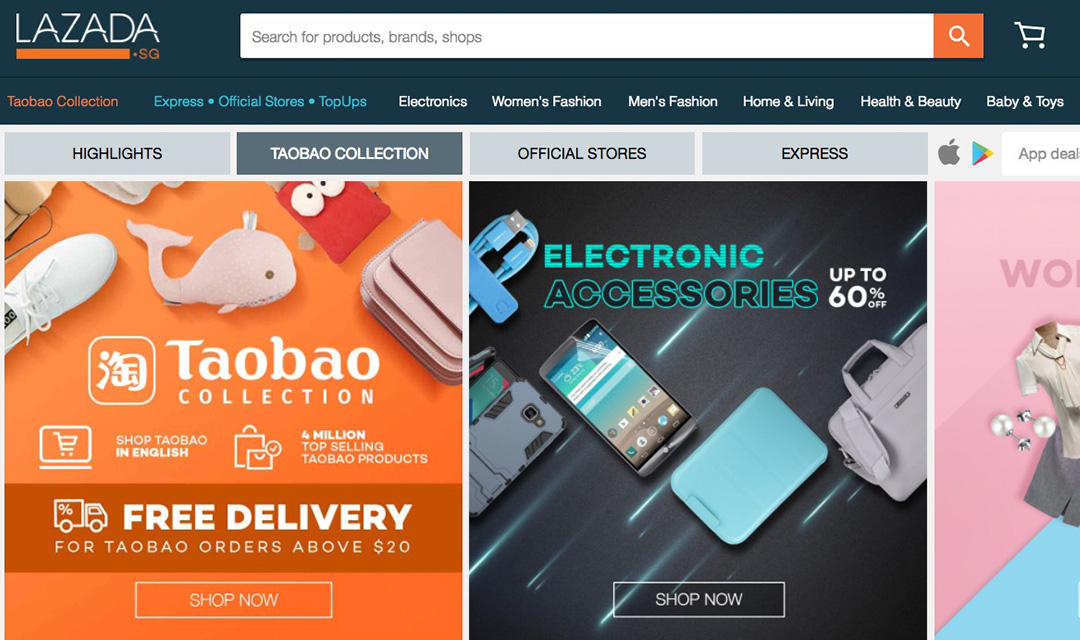 LAZADA
•SG
Search for products, brands, shops
Taobao Collection
Express • Official Stores • TopUps
Electronics
Women's Fashion
Men's Fashion
Home & Living
Health & Beauty
Baby & Toys
HIGHLIGHTS
TAOBAO COLLECTION
OFFICIAL STORES
EXPRESS
App deals
淘
Taobao
COLLECTION
SHOP TAOBAO
IN ENGLISH
4 MILLION
TOP SELLING
TAOBAO PRODUCTS
%
FREE DELIVERY
FOR TAOBAO ORDERS ABOVE $20
SHOP NOW
ELECTRONIC
ACCESSORIES
UP TO
60%
OFF
SHOP NOW
WO